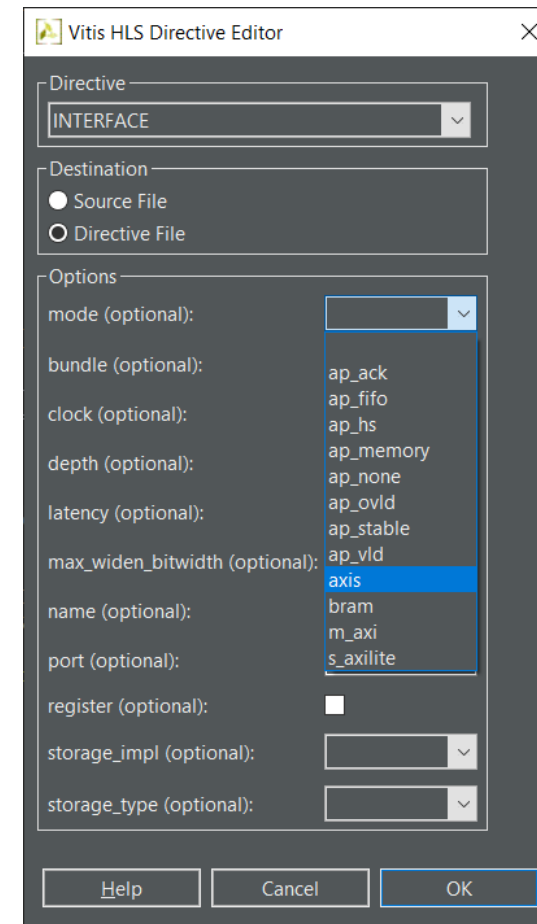 Vitis HLS Directive Editor
Directive
INTERFACE
Destination
Source File
Directive File
Options
mode (optional):
bundle (optional):
clock (optional):
depth (optional):
latency (optional):
max_widen_bitwidth (optional):
name (optional):
port (optional):
register (optional):
storage_impl (optional):
storage_type (optional):
ap_ack
ap_fifo
ap_hs
ap_memory
ap_none
ap_ovld
ap_stable
ap_vld
axis
bram
m_axi
s_axilite
Help
Cancel
OK